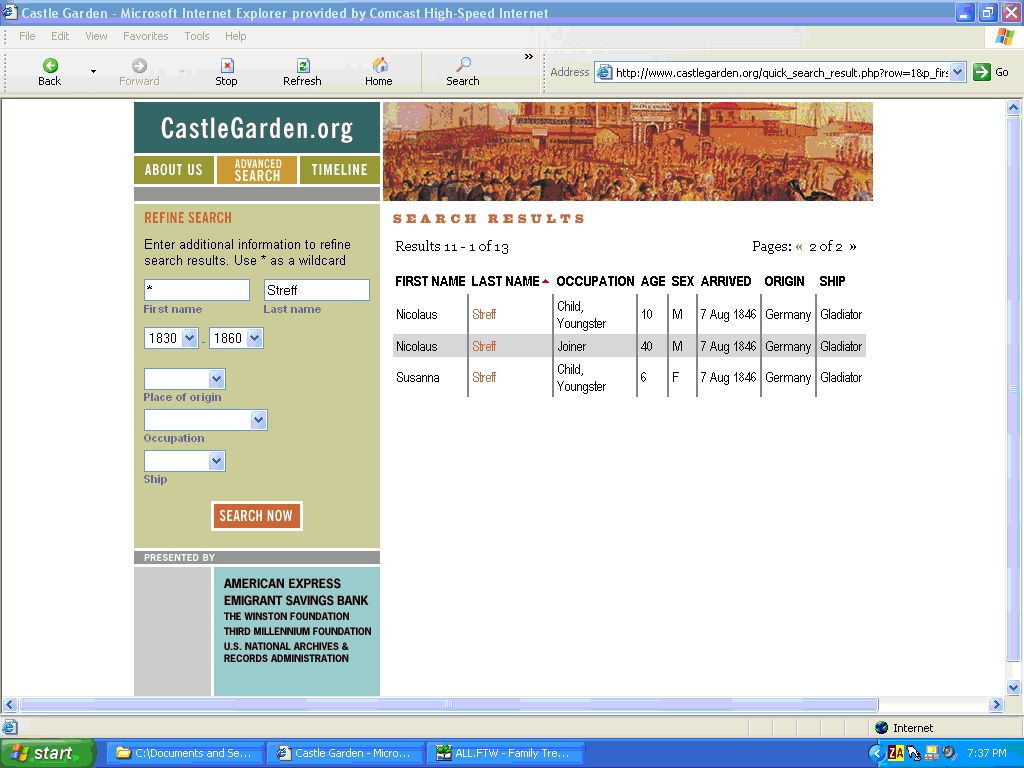 Castle Garden - Microsoft Internet Explorer provided by Comcast High-Speed Internet
File Edit View Favorites Tools Help
Back Forward Stop Refresh Home Search » Address http://www.castlegarden.org/quick_search_result.php?row=1&p_firs Go
CastleGarden.org
ABOUT US ADVANCED SEARCH TIMELINE
REFINE SEARCH
Enter additional information to refine
search results. Use * as a wildcard
* Streff
First name Last name
1830 - 1860
Place of origin
Occupation
Ship
SEARCH NOW
PRESENTED BY
AMERICAN EXPRESS
EMIGRANT SAVINGS BANK
THE WINSTON FOUNDATION
THIRD MILLENNIUM FOUNDATION
U.S. NATIONAL ARCHIVES &
RECORDS ADMINISTRATION
SEARCH RESULTS
Results 11 - 1 of 13 Pages: « 2 of 2 »
FIRST NAME LAST NAME OCCUPATION AGE SEX ARRIVED ORIGIN SHIP
Nicolaus Streff Child, Youngster 10 M 7 Aug 1846 Germany Gladiator
Nicolaus Streff Joiner 40 M 7 Aug 1846 Germany Gladiator
Susanna Streff Child, Youngster 6 F 7 Aug 1846 Germany Gladiator
Internet
start C:\Documents and Se... Castle Garden - Micro... ALL.FTW - Family Tre... ZA 7:37 PM